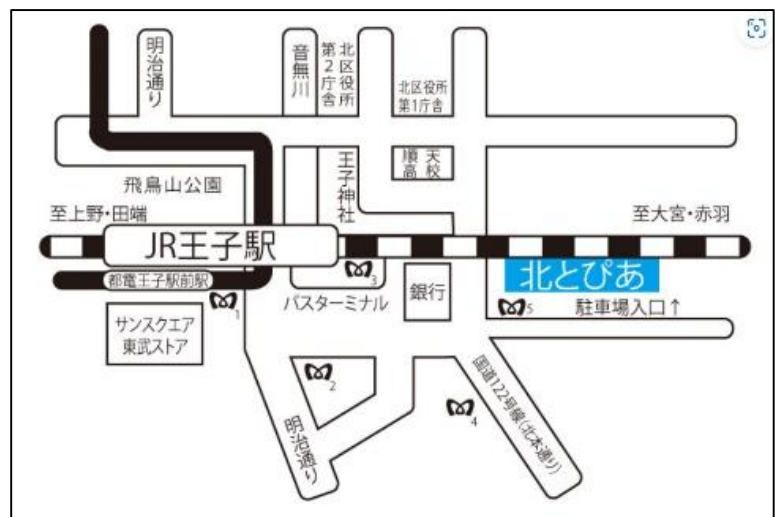 明治通り
音無川
北区役所
第2庁舎
北区役所
第1庁舎
順天
高校
飛鳥山公園
王子神社
至上野・田端
至大宮・赤羽
JR王子駅
北とぴあ
都電王子駅前駅
1
3
バスターミナル
銀行
5
駐車場入口↑
サンスクエア
東武ストア
2
4
国道122号線(北本通り)
明治通り